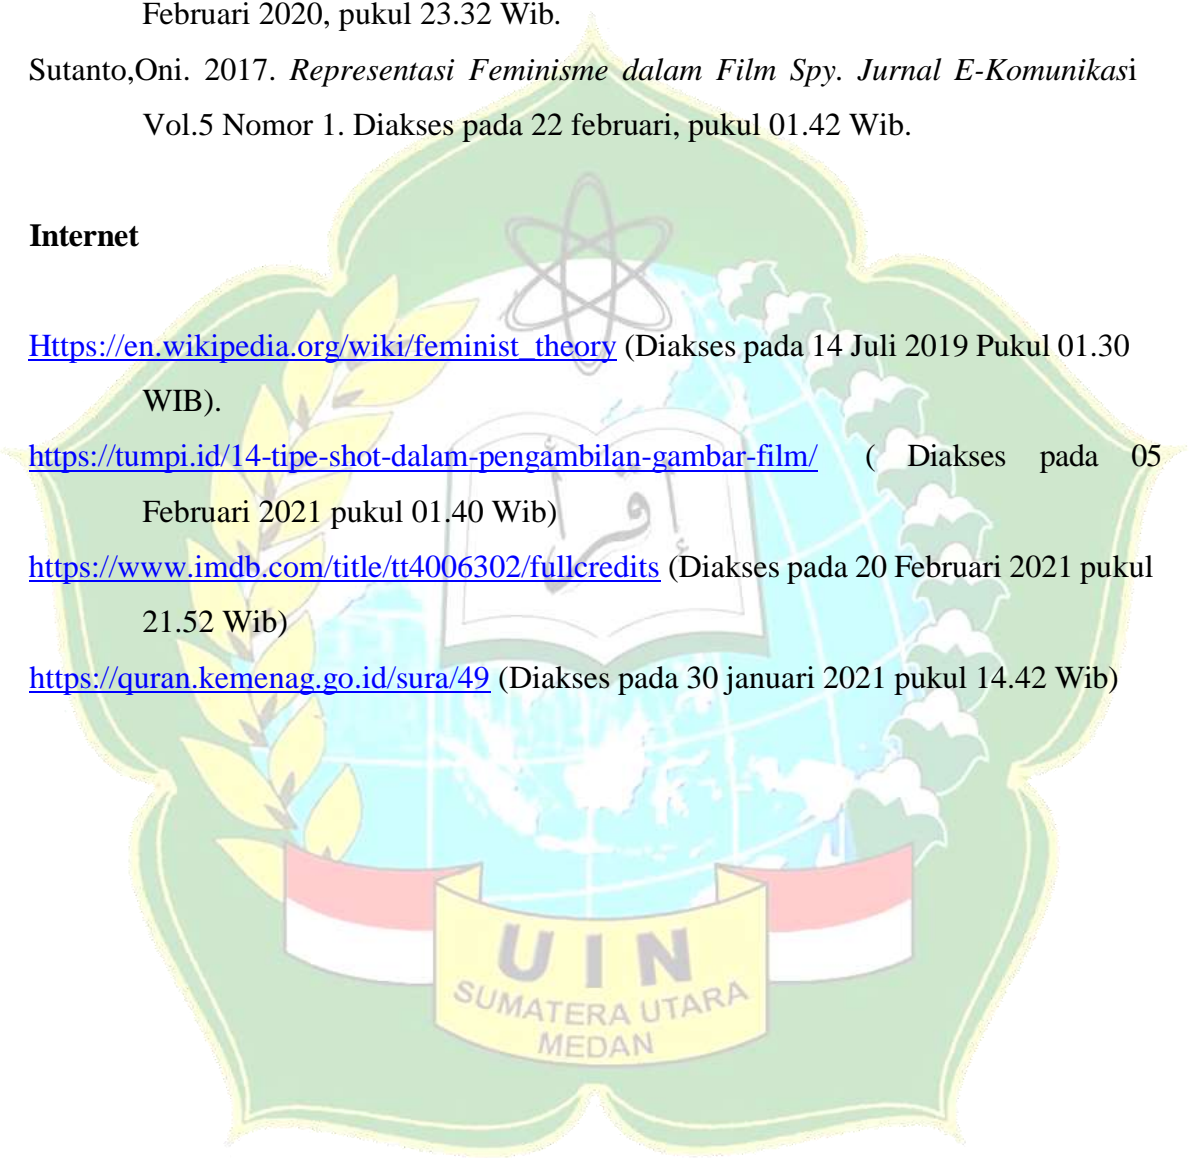 Februari 2020, pukul 23.32 Wib.
Sutanto,Oni. 2017. Representasi Feminisme dalam Film Spy. Jurnal E-Komunikasi
Vol.5 Nomor 1. Diakses pada 22 februari, pukul 01.42 Wib.
Internet
Https://en.wikipedia.org/wiki/feminist_theory (Diakses pada 14 Juli 2019 Pukul 01.30
WIB).
https://tumpi.id/14-tipe-shot-dalam-pengambilan-gambar-film/ ( Diakses pada 05
Februari 2021 pukul 01.40 Wib)
https://www.imdb.com/title/tt4006302/fullcredits (Diakses pada 20 Februari 2021 pukul
21.52 Wib)
https://quran.kemenag.go.id/sura/49 (Diakses pada 30 januari 2021 pukul 14.42 Wib)
اقرأ
UIN
SUMATERA UTARA
MEDAN